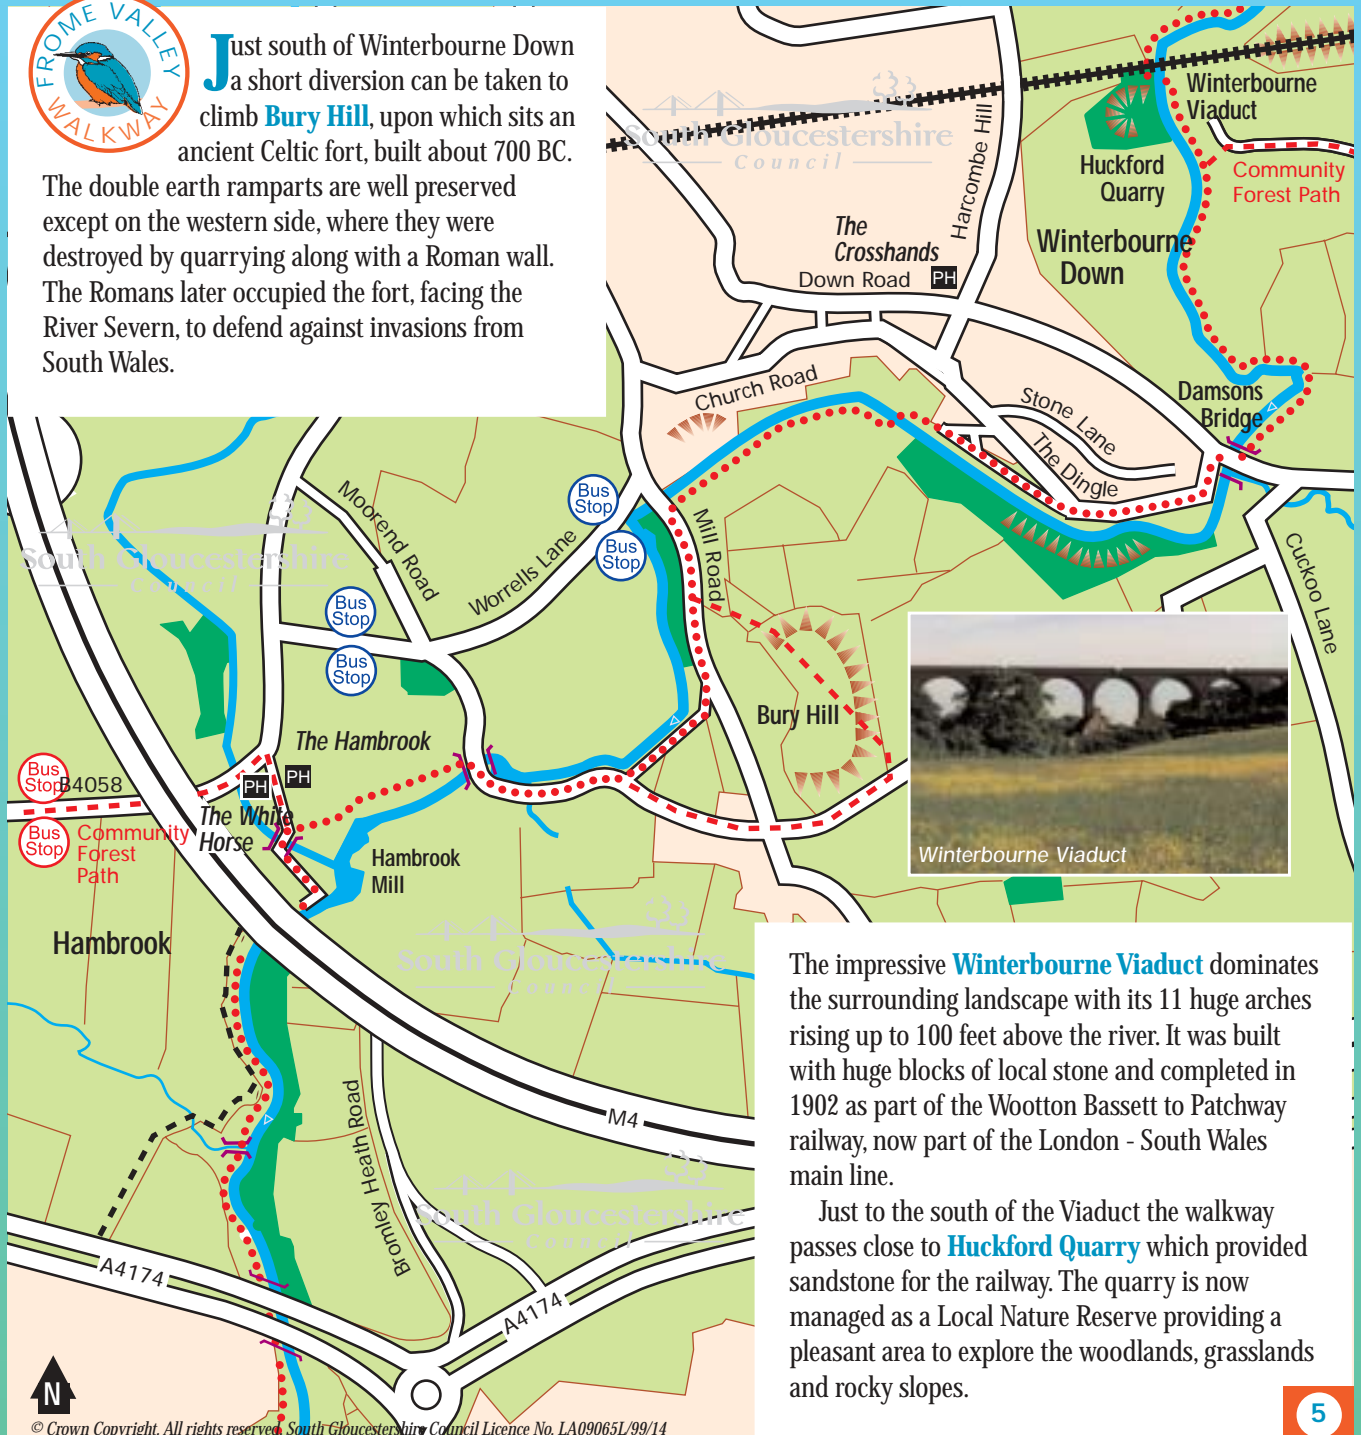 FROME VALLEY
WALKWAY
Just south of Winterbourne Down
a short diversion can be taken to
climb Bury Hill, upon which sits an
ancient Celtic fort, built about 700 BC.
The double earth ramparts are well preserved
except on the western side, where they were
destroyed by quarrying along with a Roman wall.
The Romans later occupied the fort, facing the
River Severn, to defend against invasions from
South Wales.
South Gloucestershire
Council
Harcombe Hill
Winterbourne
Viaduct
Huckford
Quarry
Community
Forest Path
The
Crosshands
Down Road
PH
Winterbourne
Down
Church Road
Stone Lane
The Dingle
Damsons
Bridge
Cuckoo Lane
South Gloucestershire
Council
Moorend Road
Worrells Lane
Bus
Stop
Bus
Stop
Mill Road
Bus
Stop
Bus
Stop
Bury Hill
The Hambrook
PH
PH
The White
Horse
Bus
Stop
B4058
Bus
Stop
Community
Forest
Path
Hambrook
Mill
Hambrook
Winterbourne Viaduct
South Gloucestershire
Council
M4
Bromley Heath Road
South Gloucestershire
Council
A4174
A4174
The impressive Winterbourne Viaduct dominates
the surrounding landscape with its 11 huge arches
rising up to 100 feet above the river. It was built
with huge blocks of local stone and completed in
1902 as part of the Wootton Bassett to Patchway
railway, now part of the London - South Wales
main line.
Just to the south of the Viaduct the walkway
passes close to Huckford Quarry which provided
sandstone for the railway. The quarry is now
managed as a Local Nature Reserve providing a
pleasant area to explore the woodlands, grasslands
and rocky slopes.
N
© Crown Copyright. All rights reserved. South Gloucestershire Council Licence No. LA09065L/99/14
5